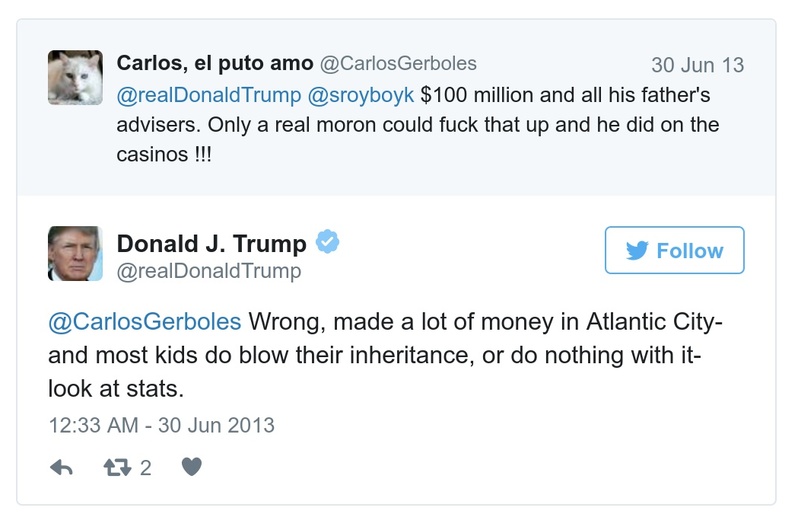 Carlos, el puto amo @CarlosGerboles 30 Jun 13
@realDonaldTrump @sroyboyk $100 million and all his father's
advisers. Only a real moron could fuck that up and he did on the
casinos !!!
Donald J. Trump
@realDonaldTrump
Follow
@CarlosGerboles Wrong, made a lot of money in Atlantic City-
and most kids do blow their inheritance, or do nothing with it-
look at stats.
12:33 AM - 30 Jun 2013
2